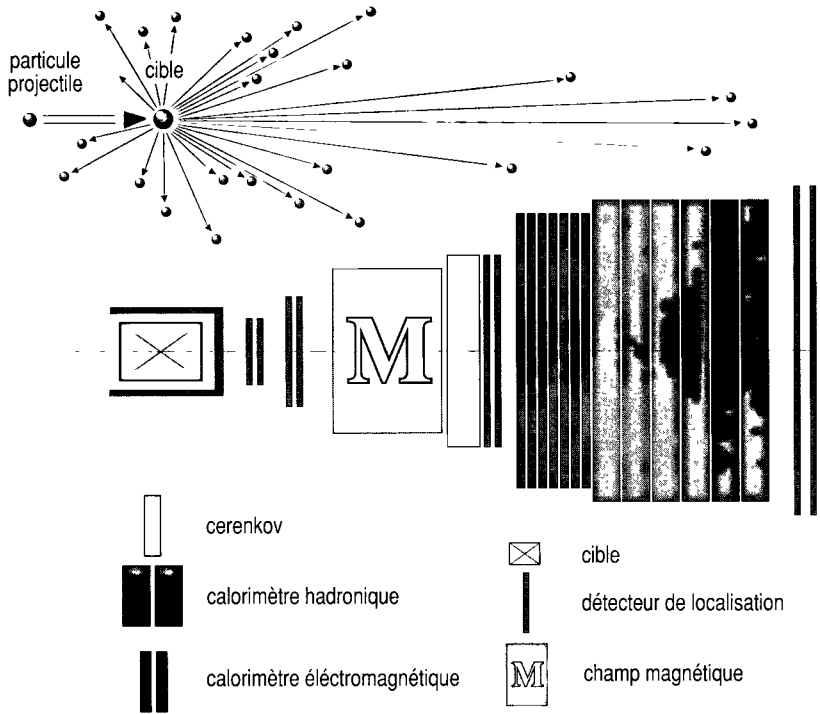 particule
projectile
cible
M
cerenkov
calorimètre hadronique
calorimètre éléctromagnétique
cible
détecteur de localisation
M
champ magnétique